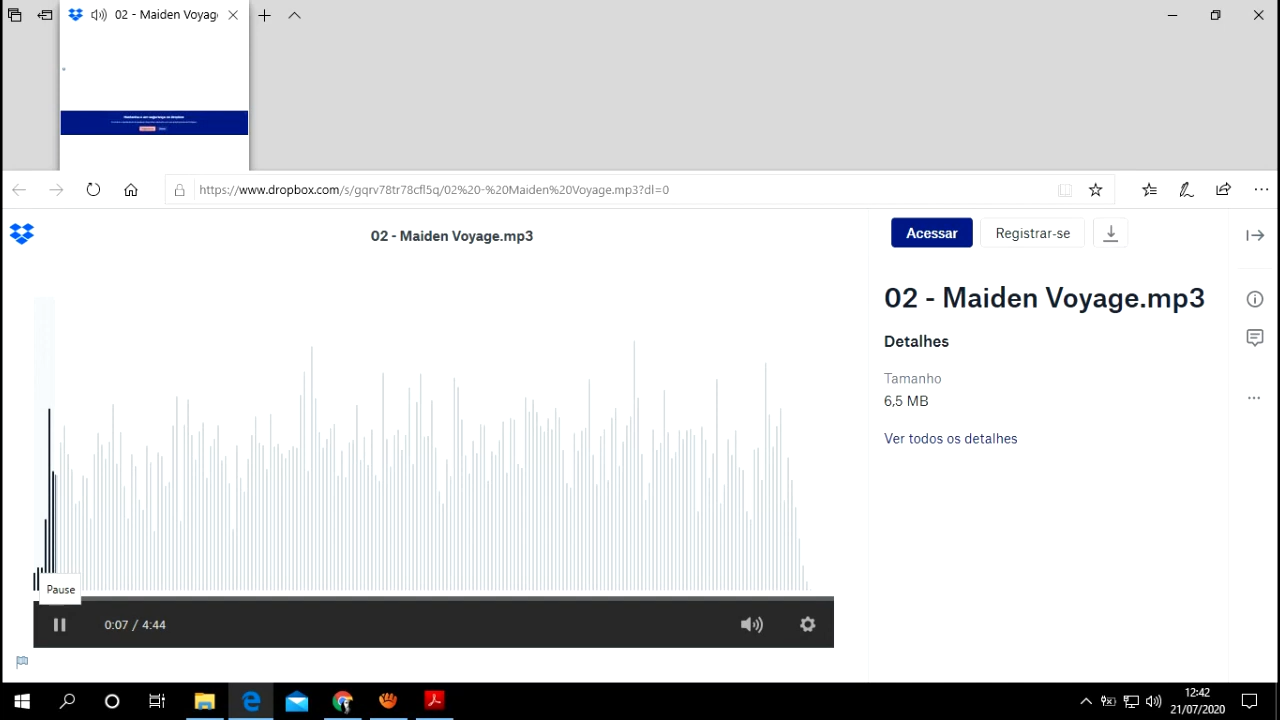 02 - Maiden Voyag
https://www.dropbox.com/s/gqrv78tr78cfl5q/02%20-%20Maiden%20Voyage.mp3?dl=0
02 - Maiden Voyage.mp3
Acessar
Registrar-se
02 - Maiden Voyage.mp3
Detalhes
Tamanho
6,5 MB
Ver todos os detalhes
Pause
0:07 / 4:44
12:42
21/07/2020